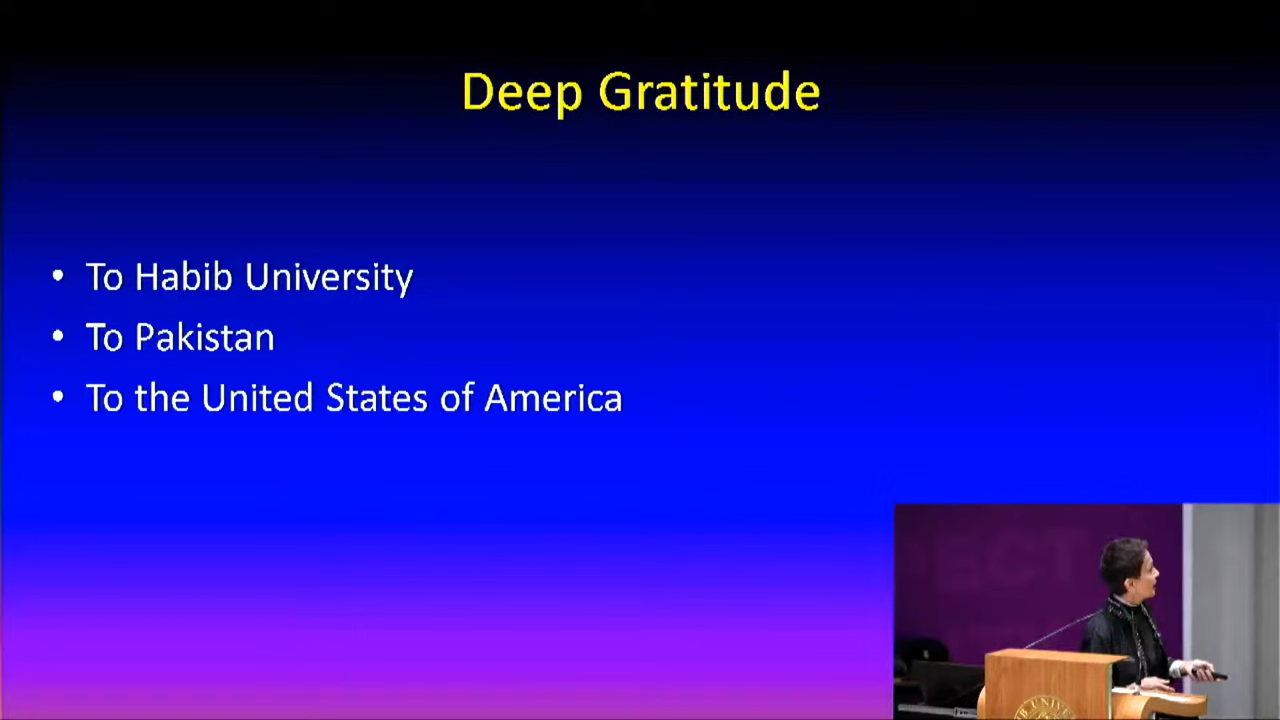 Deep Gratitude
• To Habib University
• To Pakistan
• To the United States of America